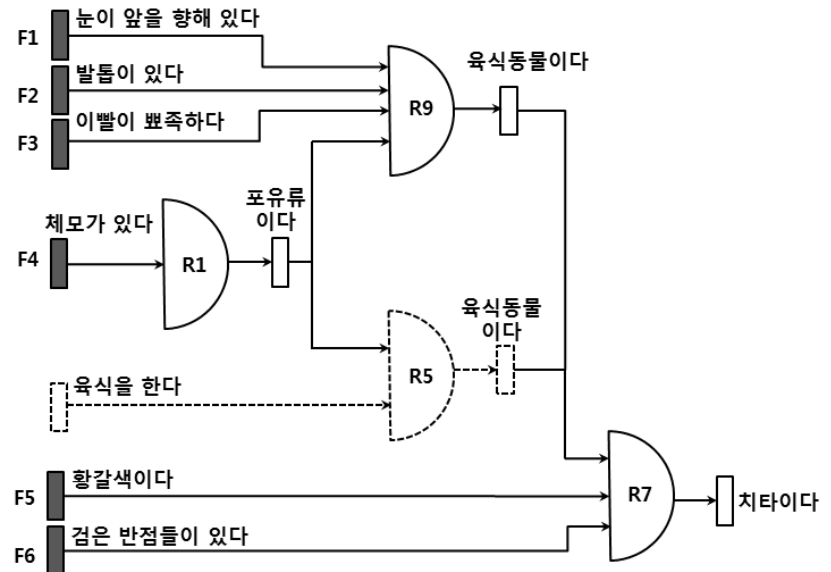 F1
눈이 앞을 향해 있다
F2
발톱이 있다
F3
이빨이 뾰족하다
R9
육식동물이다
F4
체모가 있다
R1
포유류
이다
육식을 한다
R5
육식동물
이다
F5
황갈색이다
F6
검은 반점들이 있다
R7
치타이다